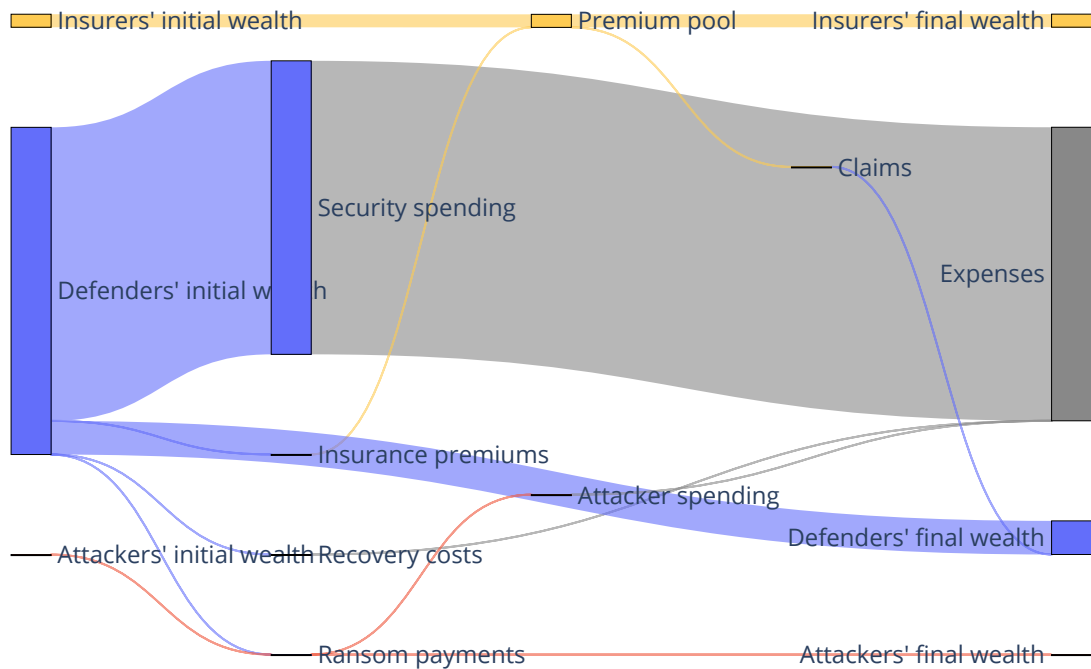 Insurers' initial wealth
Premium pool
Insurers' final wealth
Claims
Security spending
Expenses
Defenders' initial wealth
Insurance premiums
Attacker spending
Defenders' final wealth
Attackers' initial wealth
Recovery costs
Ransom payments
Attackers' final wealth